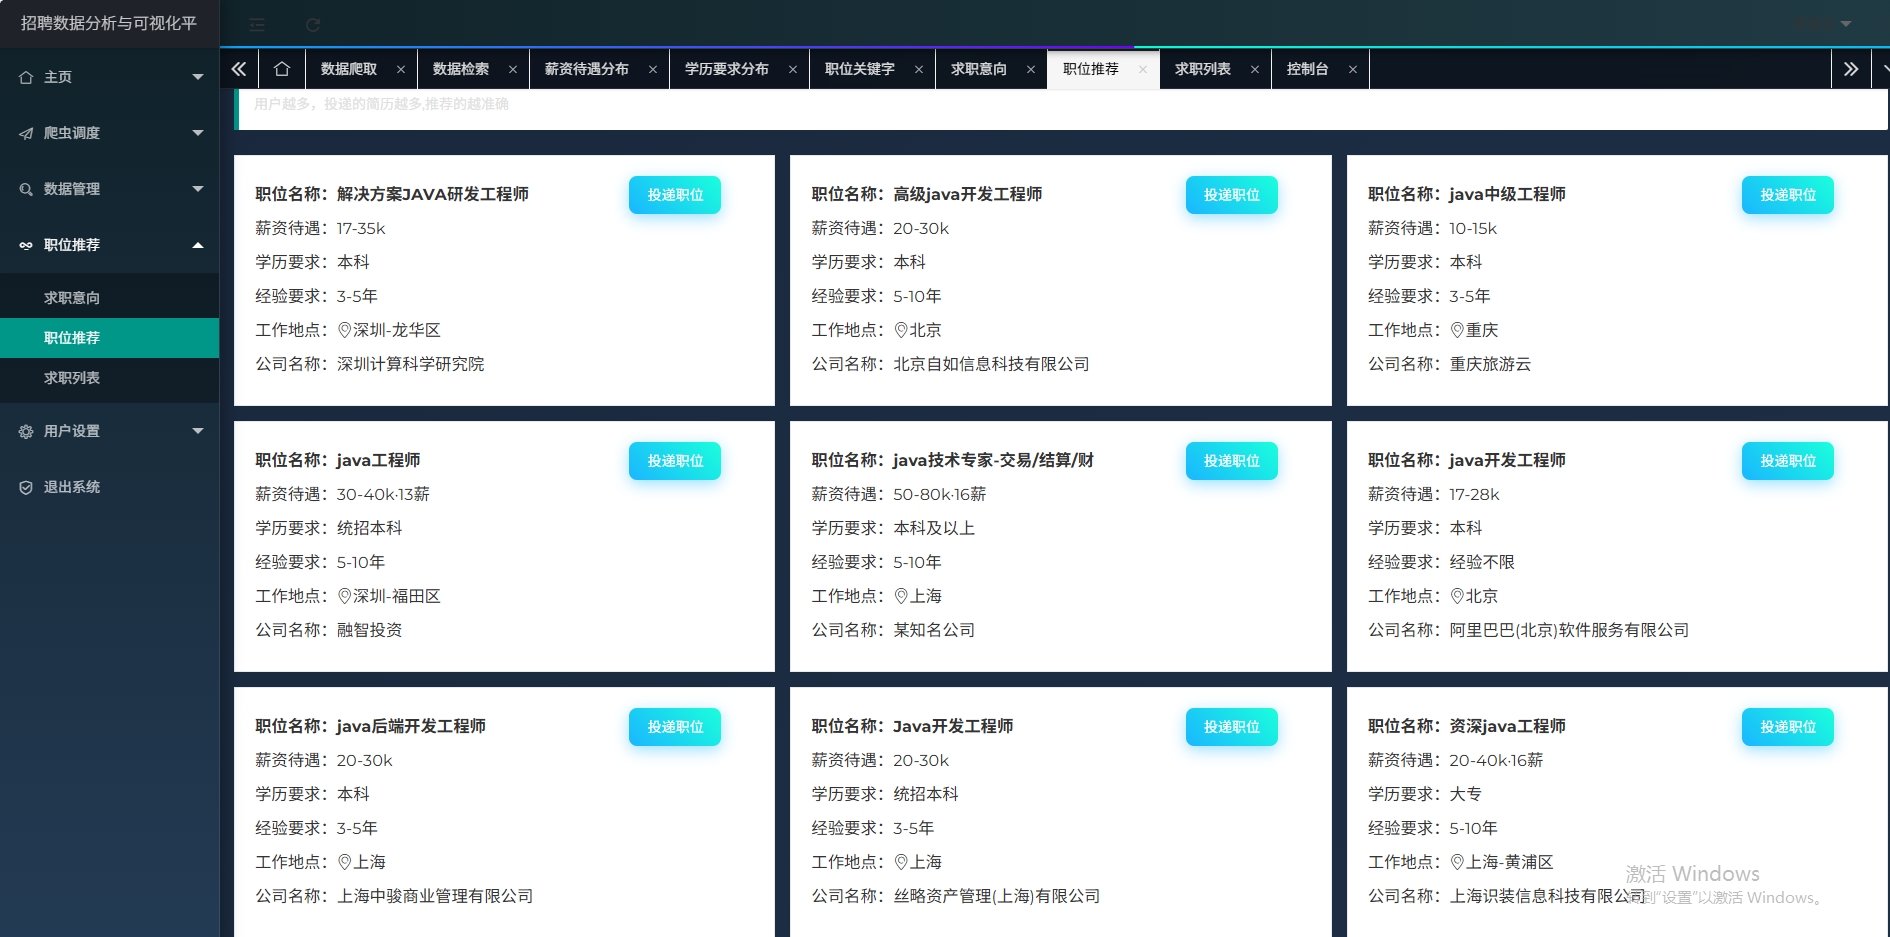 招聘数据分析与可视化平
主页
爬虫调度
数据管理
职位推荐
求职意向
职位推荐
求职列表
用户设置
退出系统
数据爬取 × 数据检索 × 薪资待遇分布 × 学历要求分布 × 职位关键字 × 求职意向 × 职位推荐 × 求职列表 × 控制台 ×
用户越多，投递的简历越多,推荐的越准确
职位名称：解决方案JAVA研发工程师
投递职位
薪资待遇：17-35k
学历要求：本科
经验要求：3-5年
工作地点：深圳-龙华区
公司名称：深圳计算科学研究院
职位名称：高级java开发工程师
投递职位
薪资待遇：20-30k
学历要求：本科
经验要求：5-10年
工作地点：北京
公司名称：北京自如信息科技有限公司
职位名称：java中级工程师
投递职位
薪资待遇：10-15k
学历要求：本科
经验要求：3-5年
工作地点：重庆
公司名称：重庆旅游云
职位名称：java工程师
投递职位
薪资待遇：30-40k·13薪
学历要求：统招本科
经验要求：5-10年
工作地点：深圳-福田区
公司名称：融智投资
职位名称：java技术专家-交易/结算/财
投递职位
薪资待遇：50-80k·16薪
学历要求：本科及以上
经验要求：5-10年
工作地点：上海
公司名称：某知名公司
职位名称：java开发工程师
投递职位
薪资待遇：17-28k
学历要求：本科
经验要求：经验不限
工作地点：北京
公司名称：阿里巴巴(北京)软件服务有限公司
职位名称：java后端开发工程师
投递职位
薪资待遇：20-30k
学历要求：本科
经验要求：3-5年
工作地点：上海
公司名称：上海中骏商业管理有限公司
职位名称：Java开发工程师
投递职位
薪资待遇：20-30k
学历要求：统招本科
经验要求：3-5年
工作地点：上海
公司名称：丝略资产管理(上海)有限公司
职位名称：资深java工程师
投递职位
薪资待遇：20-40k·16薪
学历要求：大专
经验要求：5-10年
工作地点：上海-黄浦区
公司名称：上海识装信息科技有限公司
激活 Windows
到"设置"以激活 Windows。